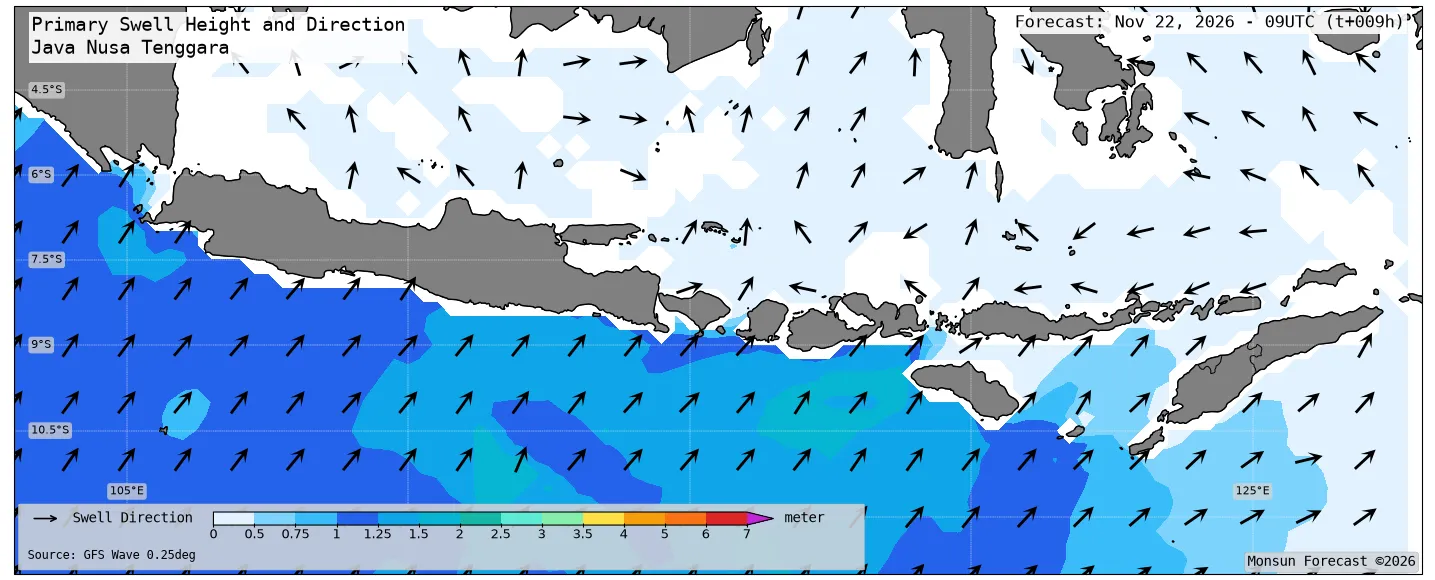 Primary Swell Height and Direction
Java Nusa Tenggara
Forecast: Nov 22, 2026 - 09UTC (t+009h)
4.5°S
6°S
7.5°S
9°S
10.5°S
105°E
125°E
Swell Direction
0 0.5 0.75 1 1.25 1.5 2 2.5 3 3.5 4 5 6 7
meter
Source: GFS Wave 0.25deg
Monsun Forecast ©2026